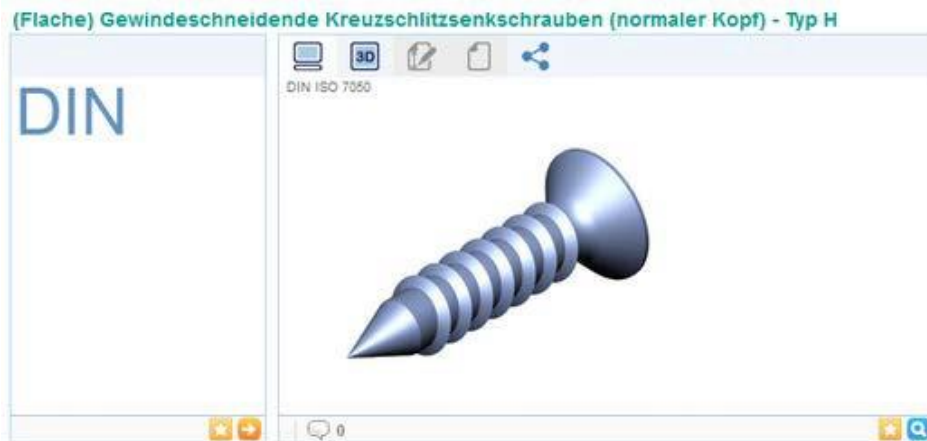 (Flache) Gewindeschneidende Kreuzschlitzsenkschrauben (normaler Kopf) - Typ H
DIN
3D
DIN ISO 7050
0